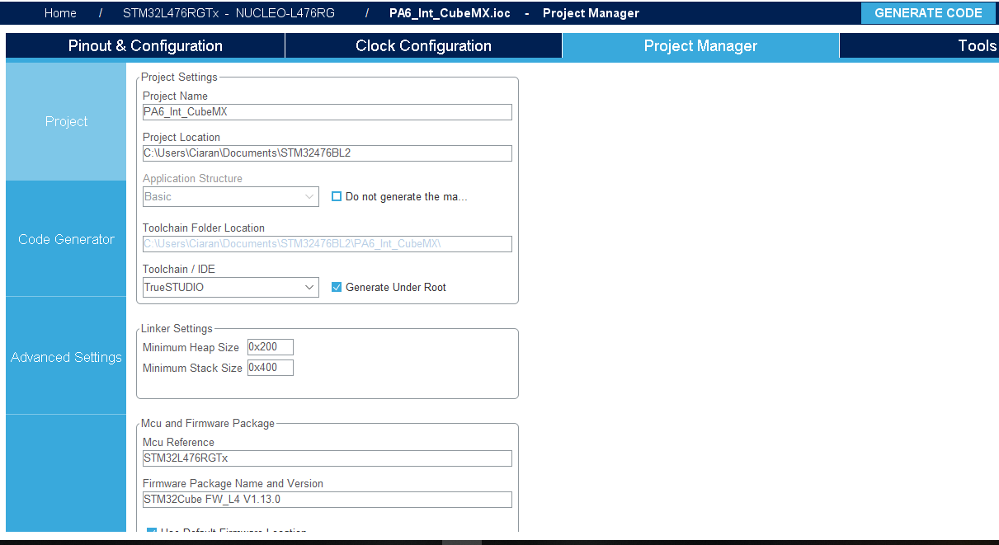 Home / STM32L476RGTx - NUCLEO-L476RG / PA6_Int_CubeMX.ioc - Project Manager GENERATE CODE
Pinout & Configuration Clock Configuration Project Manager Tools
Project
Code Generator
Advanced Settings
Project Settings
Project Name
PA6_Int_CubeMX
Project Location
C:\Users\Ciaran\Documents\STM32476BL2
Application Structure
Basic Do not generate the ma...
Toolchain Folder Location
C:\Users\Ciaran\Documents\STM32476BL2\PA6_Int_CubeMX\
Toolchain / IDE
TrueSTUDIO Generate Under Root
Linker Settings
Minimum Heap Size 0x200
Minimum Stack Size 0x400
Mcu and Firmware Package
Mcu Reference
STM32L476RGTx
Firmware Package Name and Version
STM32Cube FW_L4 V1.13.0
Use Default Firmware Location